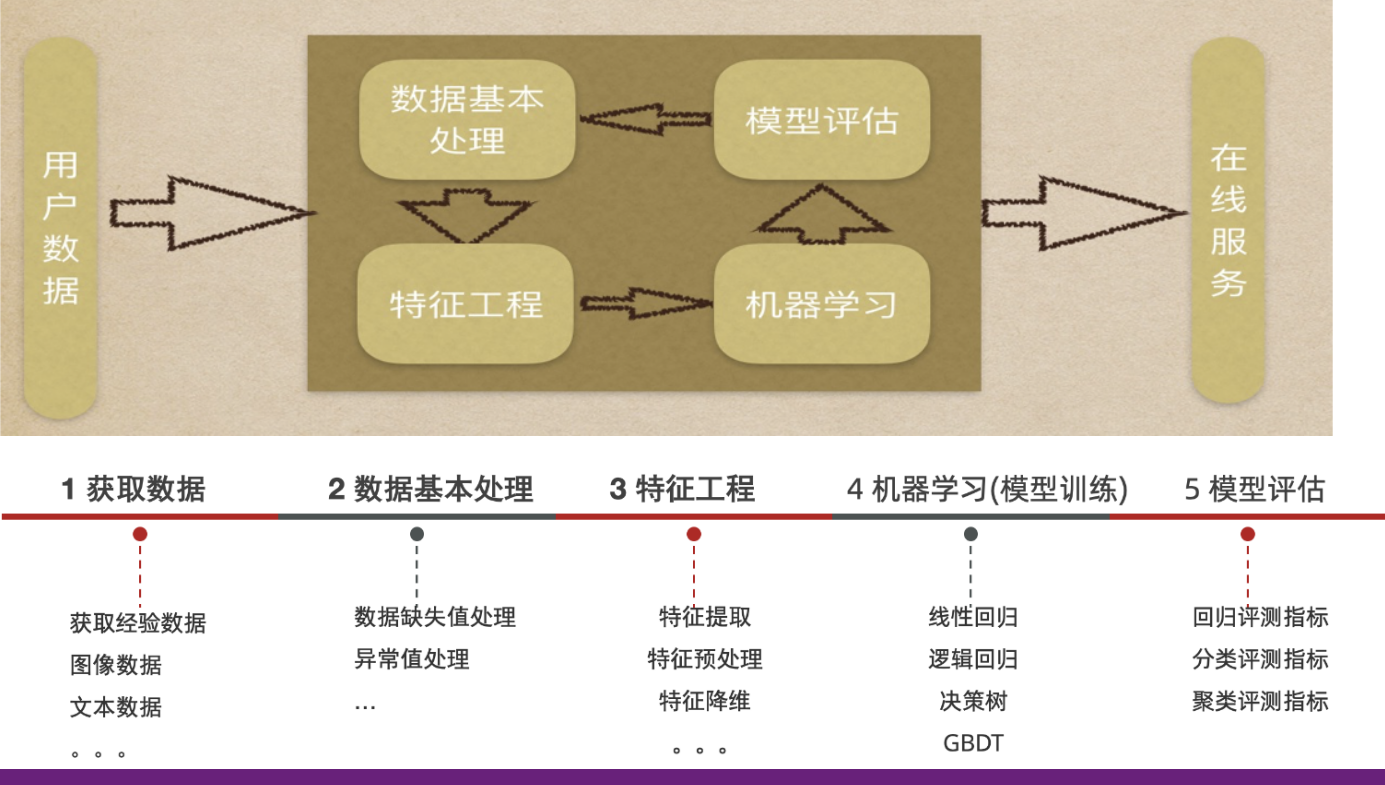 用户数据
数据基本
处理
模型评估
特征工程
机器学习
在线服务
1 获取数据
2 数据基本处理
3 特征工程
4 机器学习(模型训练)
5 模型评估
获取经验数据
图像数据
文本数据
。。。
数据缺失值处理
异常值处理
…
特征提取
特征预处理
特征降维
。。。
线性回归
逻辑回归
决策树
GBDT
回归评测指标
分类评测指标
聚类评测指标